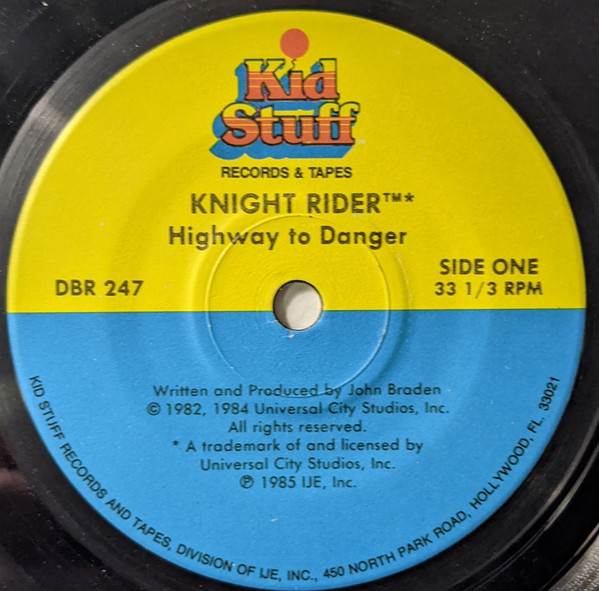 Kid
Stuff™
RECORDS & TAPES
KNIGHT RIDER™*
Highway to Danger
DBR 247
SIDE ONE
33 1/3 RPM
Written and Produced by John Braden
© 1982, 1984 Universal City Studios, Inc.
All rights reserved.
* A trademark of and licensed by
Universal City Studios, Inc.
℗ 1985 IJE, Inc.
KID STUFF RECORDS AND TAPES, DIVISION OF IJE, INC., 450 NORTH PARK ROAD, HOLLYWOOD, FL. 33021